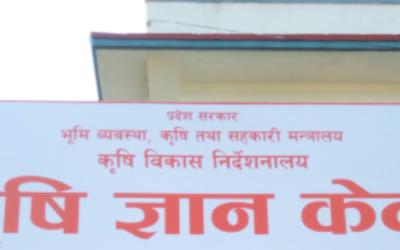 प्रदेश सरकार
भूमि व्यवस्था, कृषि तथा सहकारी मन्त्रालय
कृषि विकास निर्देशनालय
ज्ञान